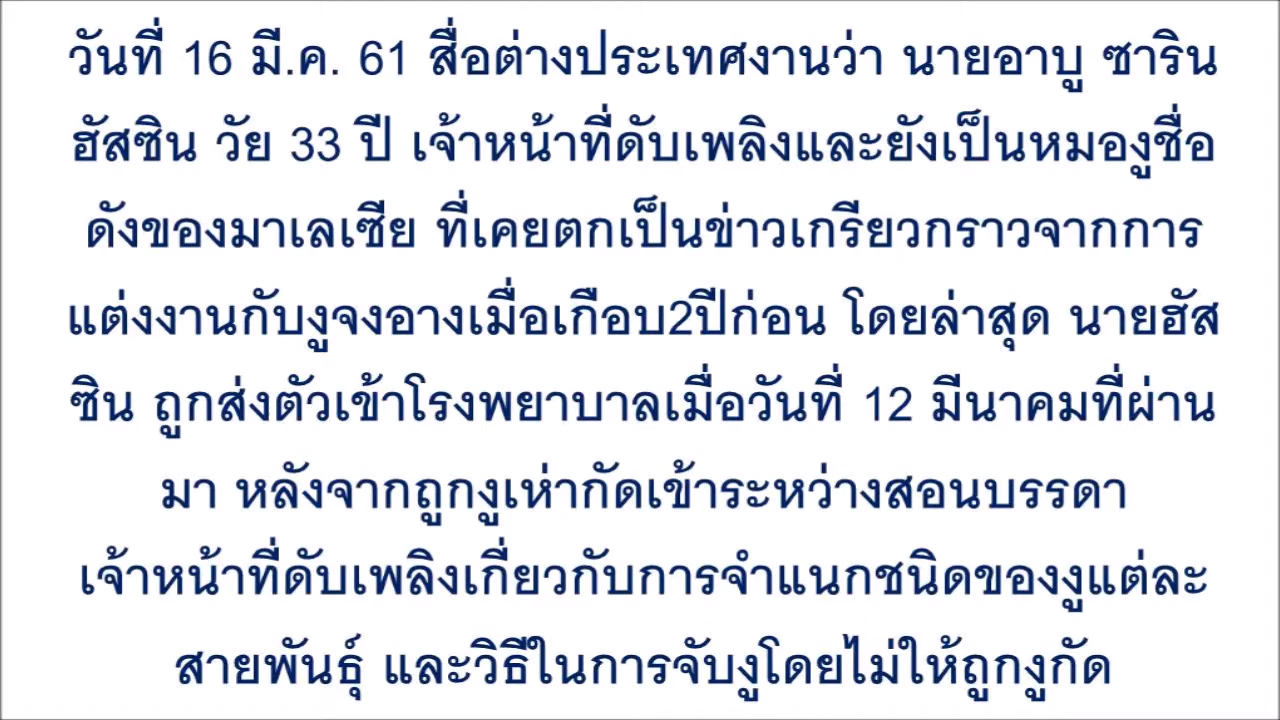 วันที่ 16 มี.ค. 61 สื่อต่างประเทศงานว่า นายอาบู ซาริน
ฮัสซิน วัย 33 ปี เจ้าหน้าที่ดับเพลิงและยังเป็นหมองูชื่อ
ดังของมาเลเซีย ที่เคยตกเป็นข่าวเกรียวกราวจากการ
แต่งงานกับงูจงอางเมื่อเกือบ2ปีก่อน โดยล่าสุด นายฮัส
ซิน ถูกส่งตัวเข้าโรงพยาบาลเมื่อวันที่ 12 มีนาคมที่ผ่าน
มา หลังจากถูกงูเห่ากัดเข้าระหว่างสอนบรรดา
เจ้าหน้าที่ดับเพลิงเกี่ยวกับการจำแนกชนิดของงูแต่ละ
สายพันธุ์ และวิธีในการจับงูโดยไม่ให้ถูกงูกัด